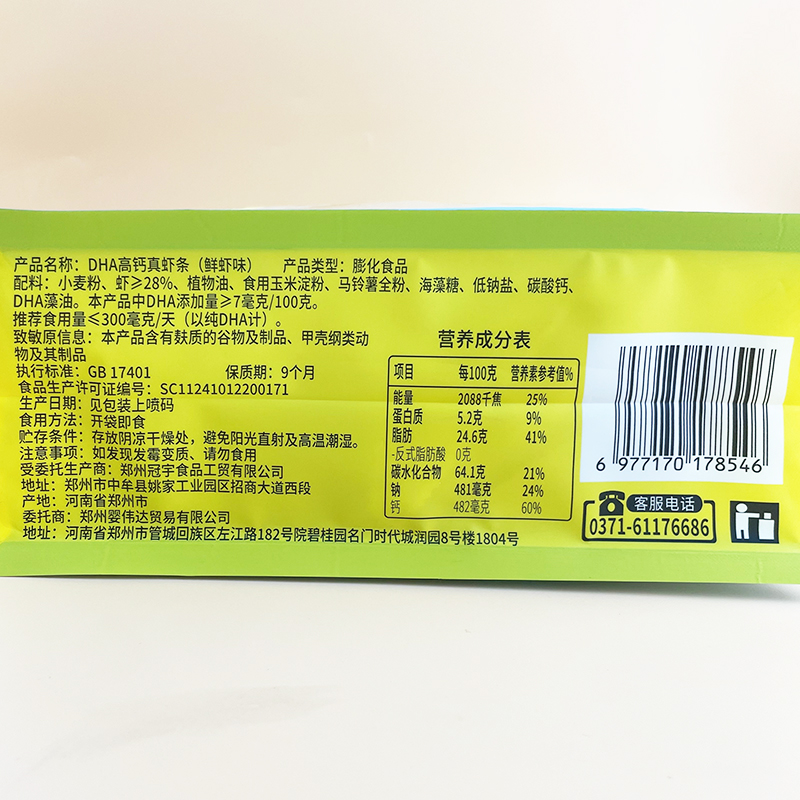 产品名称：DHA高钙真虾条（鲜虾味） 产品类型：膨化食品
配料：小麦粉、虾≥28%、植物油、食用玉米淀粉、马铃薯全粉、海藻糖、低钠盐、碳酸钙、
DHA藻油。本产品中DHA添加量≥7毫克/100克。
推荐食用量≤300毫克/天（以纯DHA计）。
致敏原信息：本产品含有麸质的谷物及制品、甲壳纲类动
物及其制品
执行标准：GB 17401 保质期：9个月
食品生产许可证编号：SC11241012200171
生产日期：见包装上喷码
食用方法：开袋即食
贮存条件：存放阴凉干燥处，避免阳光直射及高温潮湿。
注意事项：如发现发霉变质、请勿食用
受委托生产商：郑州冠宇食品工贸有限公司
地址：郑州市中牟县姚家工业园区招商大道西段
产地：河南省郑州市
委托商：郑州婴伟达贸易有限公司
地址：河南省郑州市管城回族区左江路182号院碧桂园名门时代城润园8号楼1804号
营养成分表
项目 每100克 营养素参考值%
能量 2088千焦 25%
蛋白质 5.2克 9%
脂肪 24.6克 41%
-反式脂肪酸 0克
碳水化合物 64.1克 21%
钠 481毫克 24%
钙 482毫克 60%
6 977170 178546
客服电话
0371-61176686